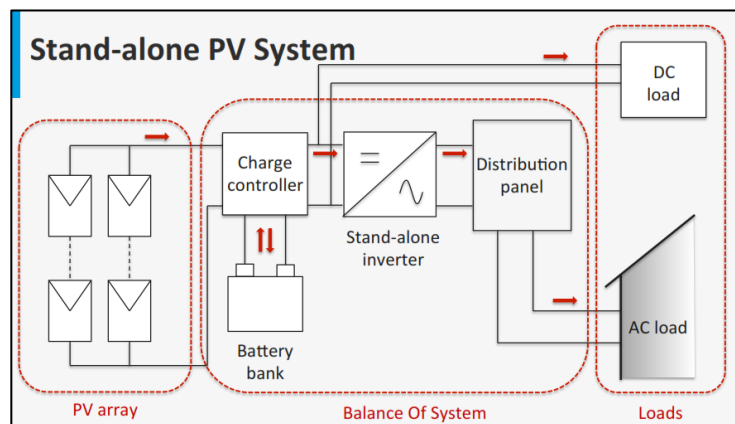 Stand-alone PV System
DC
load
Charge
controller
Distribution
panel
Stand-alone
inverter
Battery
bank
AC load
PV array
Balance Of System
Loads